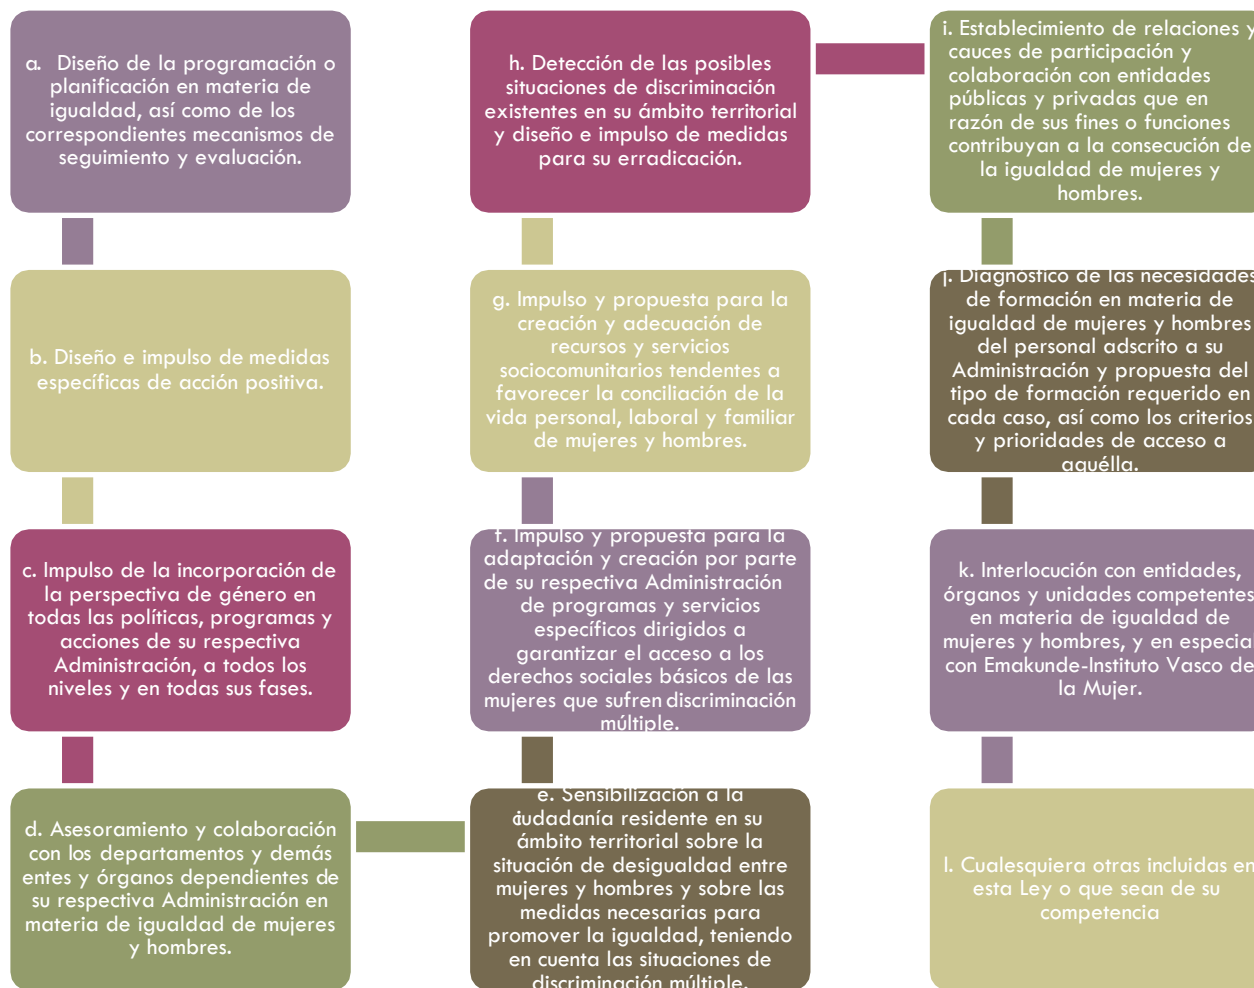 a. Diseño de la programación o
planificación en materia de
igualdad, así como de los
correspondientes mecanismos de
seguimiento y evaluación.
b. Diseño e impulso de medidas
específicas de acción positiva.
c. Impulso de la incorporación de
la perspectiva de género en
todas las políticas, programas y
acciones de su respectiva
Administración, a todos los
niveles y en todas sus fases.
d. Asesoramiento y colaboración
con los departamentos y demás
entes y órganos dependientes de
su respectiva Administración en
materia de igualdad de mujeres
y hombres.
e. Sensibilización a la
ciudadanía residente en su
ámbito territorial sobre la
situación de desigualdad entre
mujeres y hombres y sobre las
medidas necesarias para
promover la igualdad, teniendo
en cuenta las situaciones de
discriminación múltiple.
f. Impulso y propuesta para la
adaptación y creación por parte
de su respectiva Administración
de programas y servicios
específicos dirigidos a
garantizar el acceso a los
derechos sociales básicos de las
mujeres que sufren discriminación
múltiple.
g. Impulso y propuesta para la
creación y adecuación de
recursos y servicios
sociocomunitarios tendentes a
favorecer la conciliación de la
vida personal, laboral y familiar
de mujeres y hombres.
h. Detección de las posibles
situaciones de discriminación
existentes en su ámbito territorial
y diseño e impulso de medidas
para su erradicación.
i. Establecimiento de relaciones y
cauces de participación y
colaboración con entidades
públicas y privadas que en
razón de sus fines o funciones
contribuyan a la consecución de
la igualdad de mujeres y
hombres.
j. Diagnóstico de las necesidades
de formación en materia de
igualdad de mujeres y hombres
del personal adscrito a su
Administración y propuesta del
tipo de formación requerido en
cada caso, así como los criterios
y prioridades de acceso a
aquélla.
k. Interlocución con entidades,
órganos y unidades competentes
en materia de igualdad de
mujeres y hombres, y en especia
con Emakunde-Instituto Vasco de
la Mujer.
l. Cualesquiera otras incluidas en
esta Ley o que sean de su
competencia